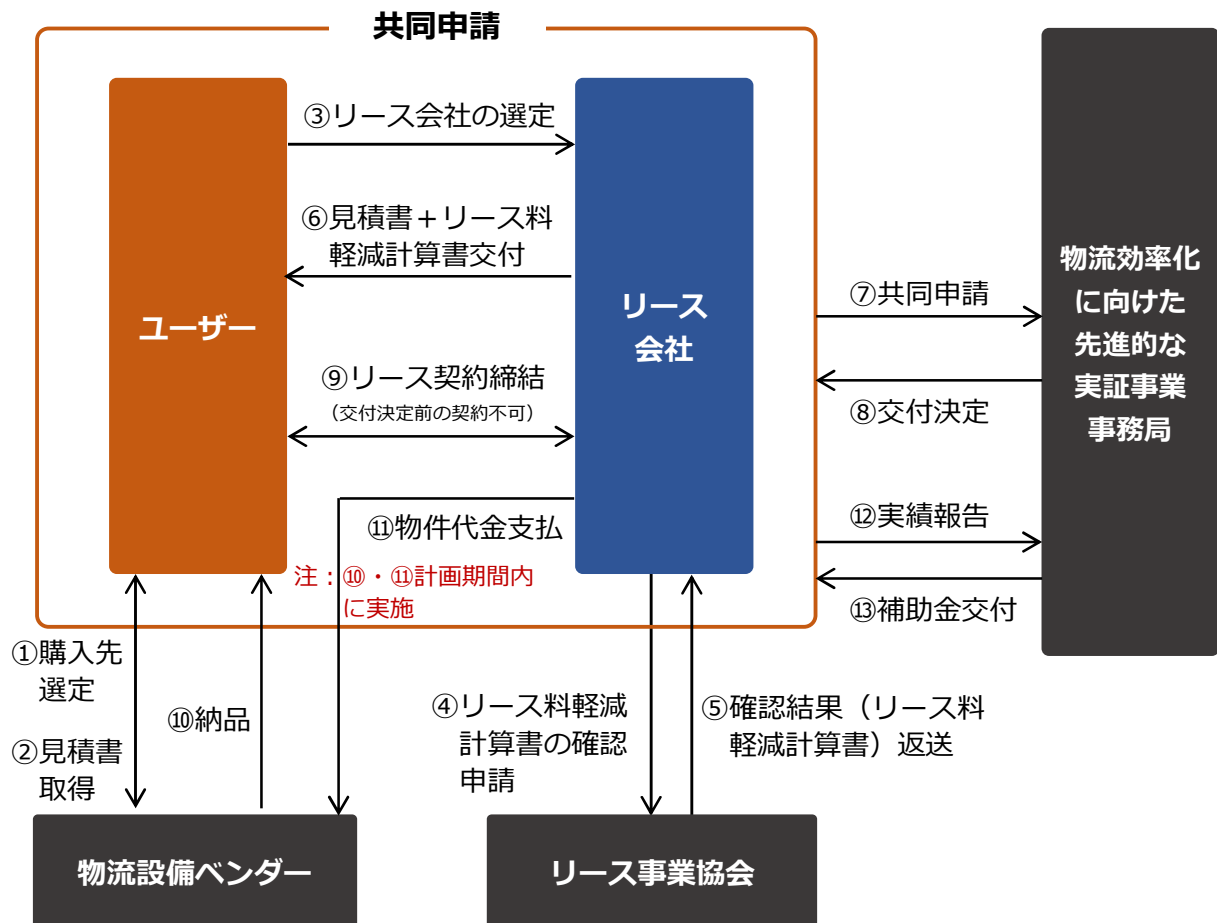 共同申請
③リース会社の選定
⑥見積書＋リース料
軽減計算書交付
ユーザー
リース
会社
⑨リース契約締結
（交付決定前の契約不可）
⑪物件代金支払
注：⑩・⑪計画期間内
に実施
⑦共同申請
⑧交付決定
⑫実績報告
⑬補助金交付
物流効率化
に向けた
先進的な
実証事業
事務局
①購入先
選定
②見積書
取得
⑩納品
④リース料軽減
計算書の確認
申請
⑤確認結果（リース料
軽減計算書）返送
物流設備ベンダー
リース事業協会